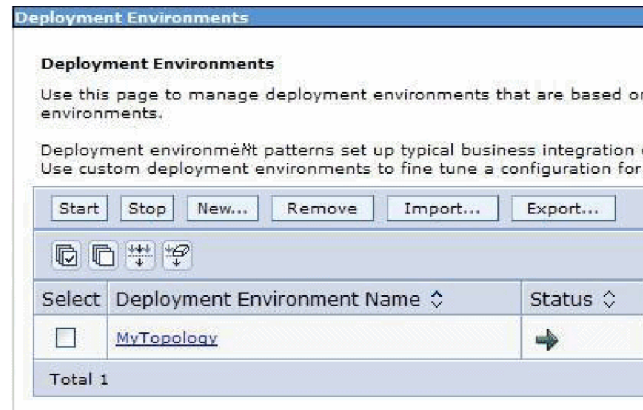 Deployment Environments
Deployment Environments
Use this page to manage deployment environments that are based on
environments.
Deployment environment patterns set up typical business integration
Use custom deployment environments to fine tune a configuration for
Start Stop New... Remove Import... Export...
Select Deployment Environment Name Status
MyTopology
Total 1